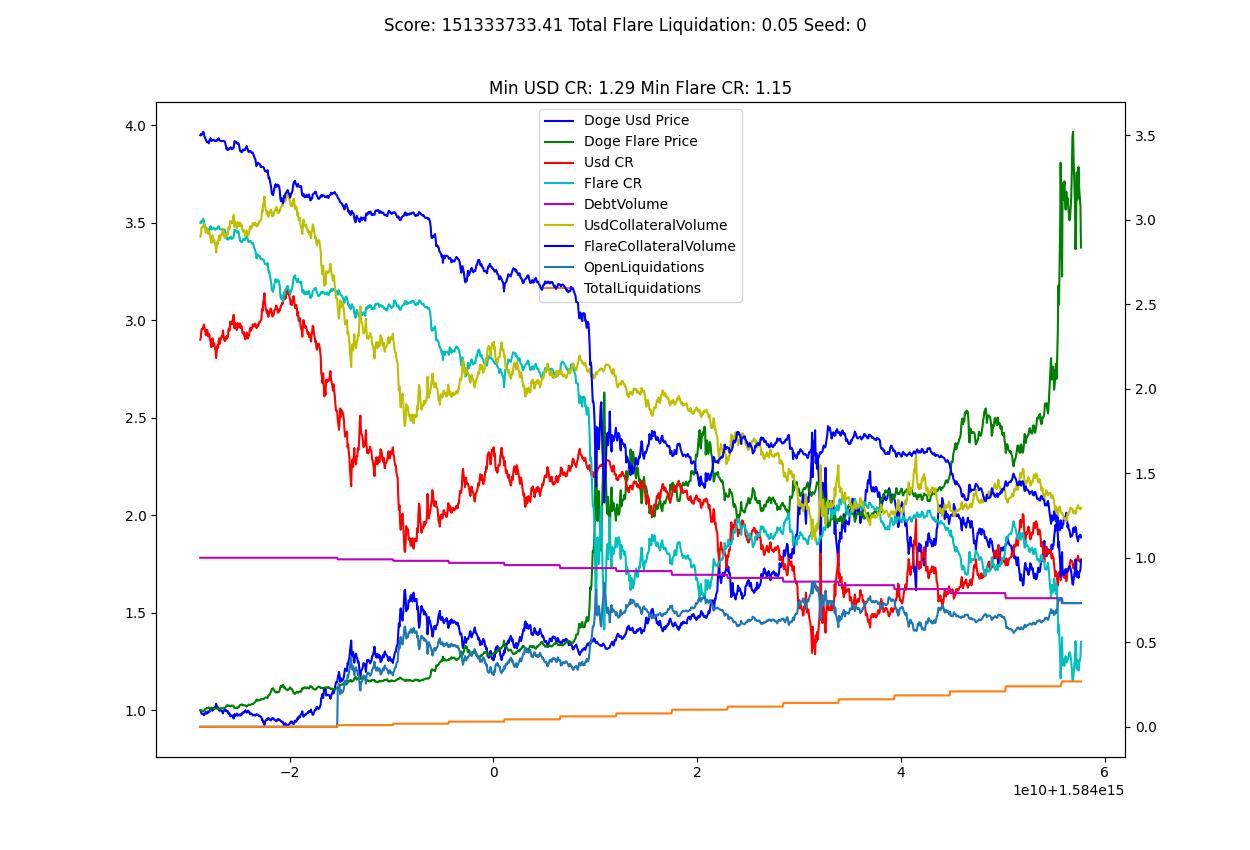 Score: 151333733.41 Total Flare Liquidation: 0.05 Seed: 0
Min USD CR: 1.29 Min Flare CR: 1.15
Doge Usd Price
Doge Flare Price
Usd CR
Flare CR
DebtVolume
UsdCollateralVolume
FlareCollateralVolume
OpenLiquidations
TotalLiquidations
4.0
3.5
3.0
2.5
2.0
1.5
1.0
3.5
3.0
2.5
2.0
1.5
1.0
0.5
0.0
−2
0
2
4
6
1e10+1.584e15